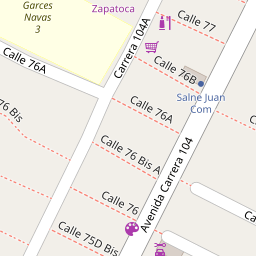 Garces
Navas
3
Zapatoca
Calle 77
Carrera 104A
Calle 76A
Calle 76B
Salne Juan
Com
Calle 76A
76 Bis
Calle 76 Bis A
Avenida Carrera 104
Calle 76
Calle 75D Bis